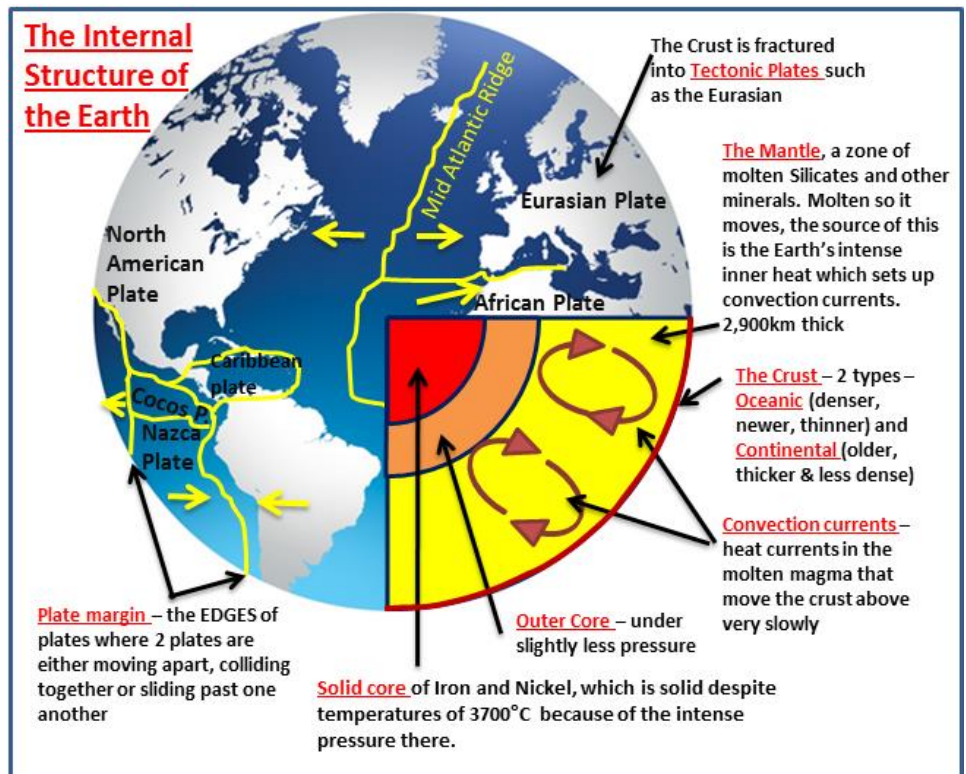 The Internal
Structure of
the Earth
The Crust is fractured
into Tectonic Plates such
as the Eurasian
Mid Atlantic Ridge
The Mantle, a zone of
molten Silicates and other
minerals. Molten so it
moves, the source of this
is the Earth's intense
inner heat which sets up
convection currents.
2,900km thick
Eurasian Plate
North
American
Plate
African Plate
Caribbean
plate
Cocos P.
Nazca
Plate
The Crust – 2 types –
Oceanic (denser,
newer, thinner) and
Continental (older,
thicker & less dense)
Convection currents –
heat currents in the
molten magma that
move the crust above
very slowly
Plate margin – the EDGES of
plates where 2 plates are
either moving apart, colliding
together or sliding past one
another
Outer Core – under
slightly less pressure
Solid core of Iron and Nickel, which is solid despite
temperatures of 3700°C because of the intense
pressure there.